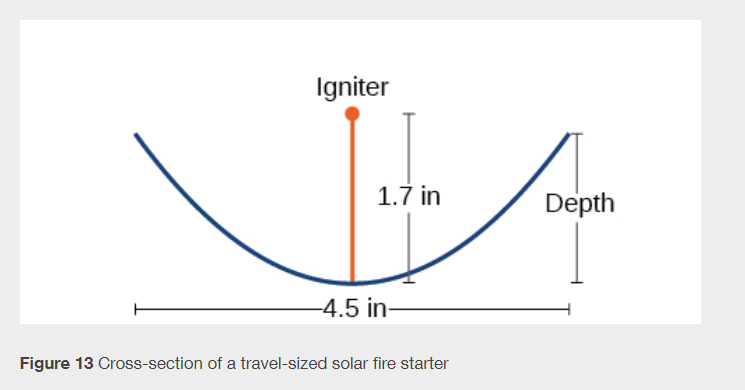 Igniter
1.7 in
Depth
4.5 in
Figure 13 Cross-section of a travel-sized solar fire starter